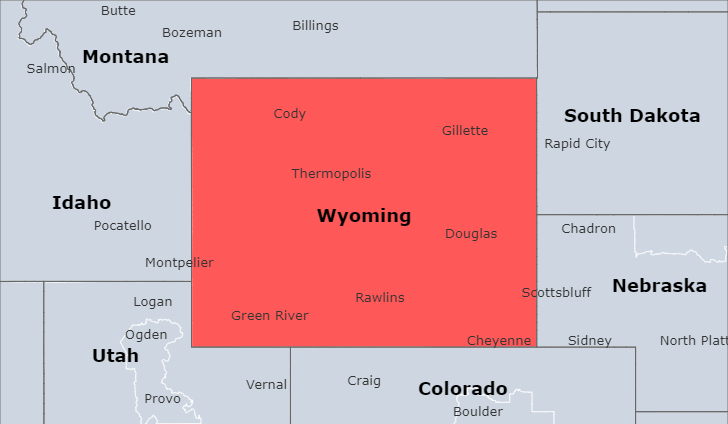 Butte
Billings
Bozeman
Montana
Salmon
Cody
South Dakota
Gillette
Rapid City
Thermopolis
Idaho
Wyoming
Pocatello
Chadron
Douglas
Montpelier
Nebraska
Scottsbluff
Rawlins
Logan
Green River
Ogden
Cheyenne
Sidney
North Platt
Utah
Craig
Vernal
Colorado
Provo
Boulder